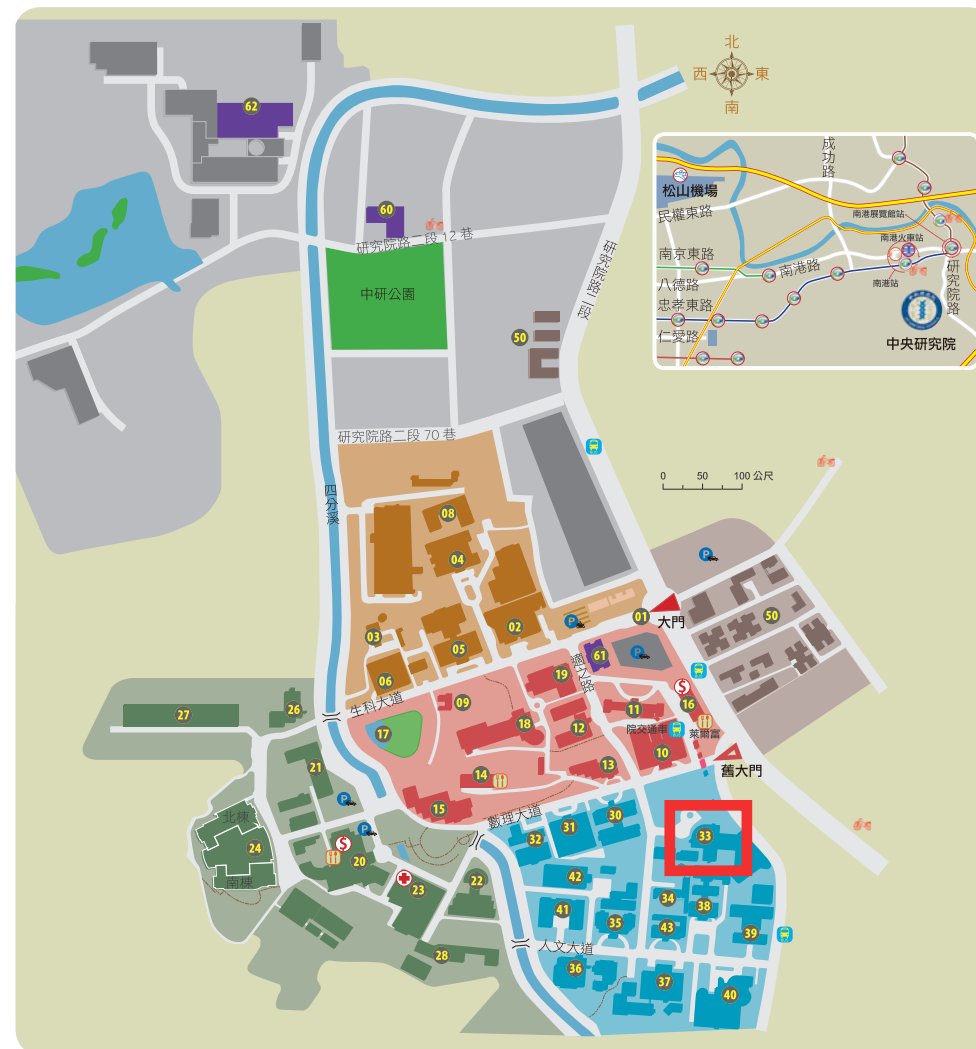 北
西
東
南
62
成功路
松山機場
民權東路
南港展覽館站
60
研究院路二段12巷
研究院路二段
南港火車站
南京東路
南港路
八德路
南港站
研究院路
忠孝東路
仁愛路
中央研究院
中研公園
50
研究院路二段70巷
0 50 100 公尺
四分溪
08
04
P
03
02
P
01
大門
50
05
61
P
06
適之路
19
生科大道
09
$
16
26
27
17
18
12
11
院交通車
萊爾富
10
21
14
13
舊大門
P
15
數理大道
北棟
P
30
31
33
32
$
24
20
南棟
42
22
23
34
38
41
35
43
39
人文大道
28
36
37
40